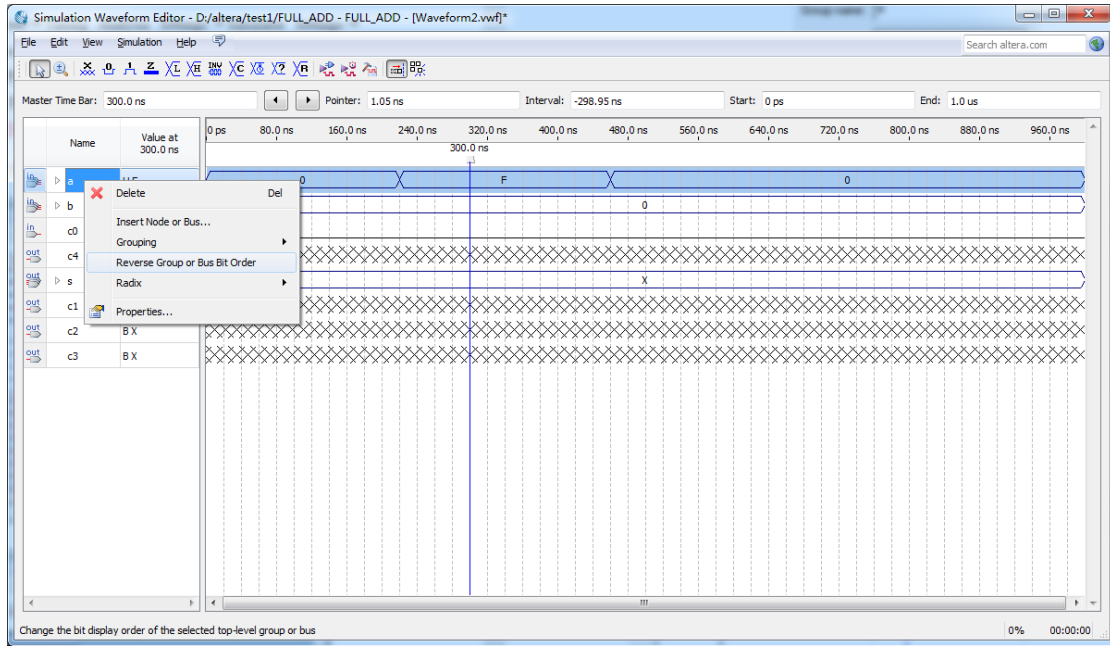 Simulation Waveform Editor - D:/altera/test1/FULL_ADD - FULL_ADD - [Waveform2.vwf]*
File Edit View Simulation Help
Search altera.com
Master Time Bar: 300.0 ns Pointer: 1.05 ns Interval: -298.95 ns Start: 0 ps End: 1.0 us
Name Value at 300.0 ns 0 ps 80.0 ns 160.0 ns 240.0 ns 320.0 ns 400.0 ns 480.0 ns 560.0 ns 640.0 ns 720.0 ns 800.0 ns 880.0 ns 960.0 ns
300.0 ns
a 0 F 0
b 0
c0
c4
s X
c1
c2 B X
c3 B X
Delete Del
Insert Node or Bus...
Grouping
Reverse Group or Bus Bit Order
Radix
Properties...
Change the bit display order of the selected top-level group or bus 0% 00:00:00